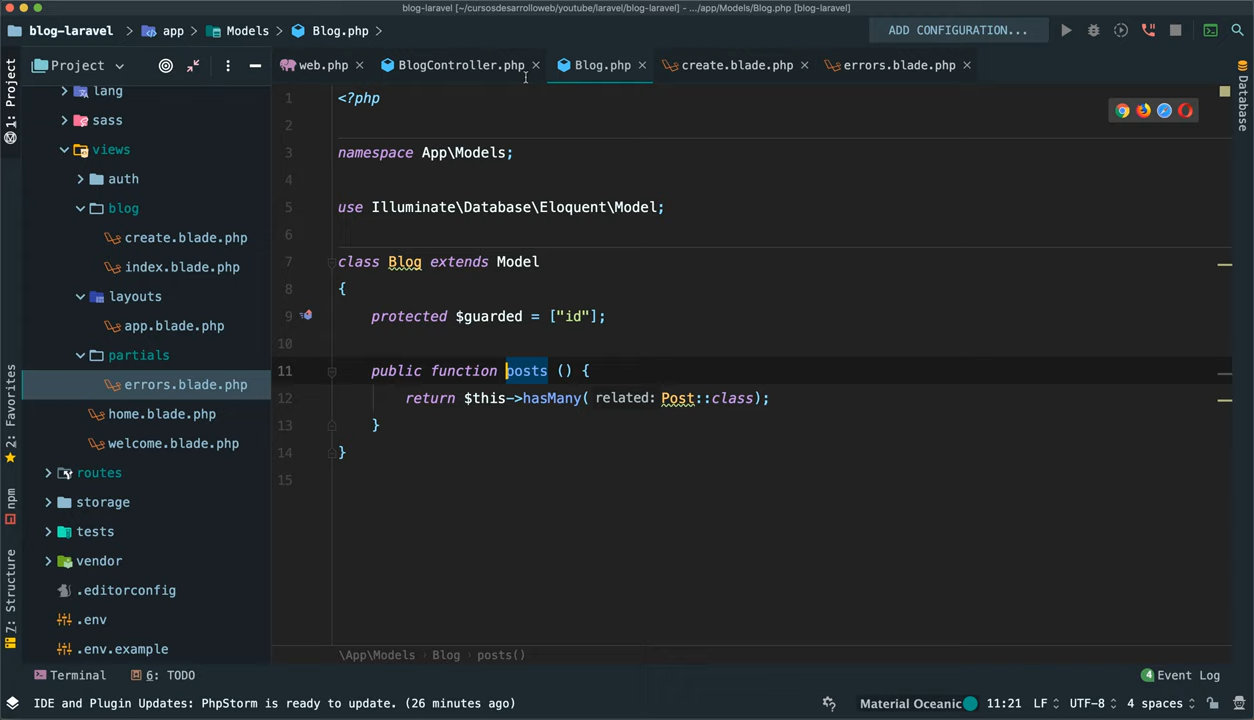 blog-laravel [~/cursosdesarrolloweb/youtube/laravel/blog-laravel] – .../app/Models/Blog.php [blog-laravel]
blog-laravel app Models Blog.php
ADD CONFIGURATION...
Project
web.php
BlogController.php
Blog.php
create.blade.php
errors.blade.php
1: Project
2: Favorites
npm
Z: Structure
Database
lang
sass
views
auth
blog
create.blade.php
index.blade.php
layouts
app.blade.php
partials
errors.blade.php
home.blade.php
welcome.blade.php
routes
storage
tests
vendor
.editorconfig
.env
.env.example
1 <?php
2
3 namespace App\Models;
4
5 use Illuminate\Database\Eloquent\Model;
6
7 class Blog extends Model
8 {
9 protected $guarded = ["id"];
10
11 public function posts () {
12 return $this->hasMany( related: Post::class);
13 }
14 }
15
\App\Models Blog posts()
Terminal
6: TODO
4 Event Log
IDE and Plugin Updates: PhpStorm is ready to update. (26 minutes ago)
Material Oceanic
11:21 LF UTF-8 4 spaces